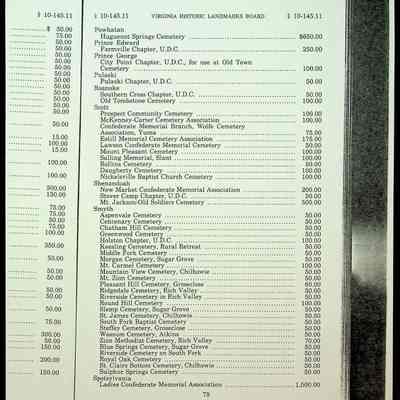 § 10-145.11
§ 10-145.11 VIRGINIA HISTORIC LANDMARKS BOARD § 10-145.11
$ 50.00
75.00
50.00
50.00
50.00
50.00
50.00
50.00
50.00
50.00
15.00
100.00
15.00
100.00
500.00
150.00
75.00
75.00
50.00
75.00
100.00
350.00
50.00
50.00
50.00
75.00
300.00
50.00
150.00
200.00
50.00
150.00
Powhatan
Huguenot Springs Cemetery $650.00
Prince Edward
Farmville Chapter, U.D.C. 250.00
Prince George
City Point Chapter, U.D.C., for use at Old Town
Cemetery 100.00
Pulaski
Pulaski Chapter, U.D.C. 50.00
Roanoke
Southern Cross Chapter, U.D.C. 50.00
Old Tombstone Cemetery 100.00
Scott
Prospect Community Cemetery 100.00
McKenney-Carter Cemetery Association 100.00
Confederate Memorial Branch, Wolfe Cemetery
Association, Yuma 75.00
Estill Memorial Cemetery Association 175.00
Lawson Confederate Memorial Cemetery 50.00
Mount Pleasant Cemetery 100.00
Salling Memorial, Slant 100.00
Rollins Cemetery 50.00
Daugherty Cemetery 100.00
Nickelsville Baptist Church Cemetery 100.00
Shenandoah
New Market Confederate Memorial Association 200.00
Stover Camp Chapter, U.D.C. 50.00
Mt. Jackson-Old Soldiers Cemetery 500.00
Smyth
Aspenvale Cemetery 50.00
Centenary Cemetery 50.00
Chatham Hill Cemetery 50.00
Greenwood Cemetery 50.00
Holston Chapter, U.D.C. 100.00
Keesling Cemetery, Rural Retreat 50.00
Middle Fork Cemetery 50.00
Morgan Cemetery, Sugar Grove 50.00
Mt. Carmel Cemetery 100.00
Mountain View Cemetery, Chilhowie 50.00
Mt. Zion Cemetery 50.00
Pleasant Hill Cemetery, Groseclose 60.00
Ridgedale Cemetery, Rich Valley 50.00
Riverside Cemetery in Rich Valley 50.00
Round Hill Cemetery 100.00
Slemp Cemetery, Sugar Grove 50.00
St. James Cemetery, Chilhowie 50.00
South Fork Baptist Cemetery 50.00
Steffey Cemetery, Groseclose 50.00
Wassum Cemetery, Atkins 50.00
Zion Methodist Cemetery, Rich Valley 70.00
Blue Springs Cemetery, Sugar Grove 50.00
Riverside Cemetery on South Fork 50.00
Royal Oak Cemetery 50.00
St. Clairs Bottom Cemetery, Chilhowie 50.00
Sulphur Springs Cemetery 50.00
Spotsylvania
Ladies Confederate Memorial Association 1,000.00
79